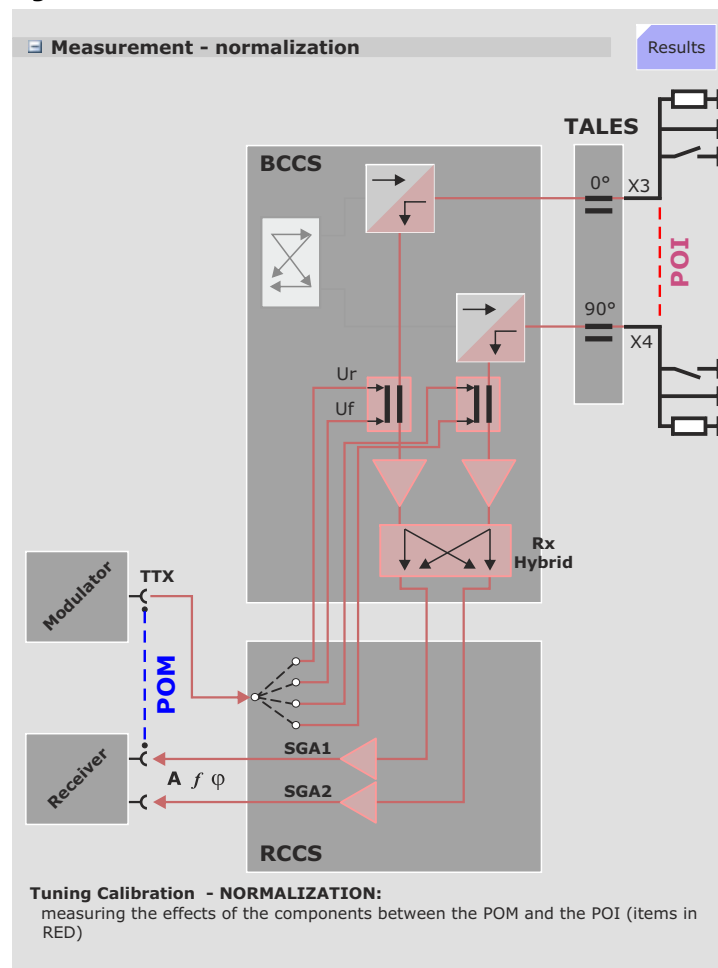 Measurement - normalization
Results
TALES
BCCS
0°
X3
POI
90°
X4
Ur
Uf
Rx
Hybrid
Modulator
TTX
POM
Receiver
SGA1
A f φ
SGA2
RCCS
Tuning Calibration - NORMALIZATION:
measuring the effects of the components between the POM and the POI (items in
RED)